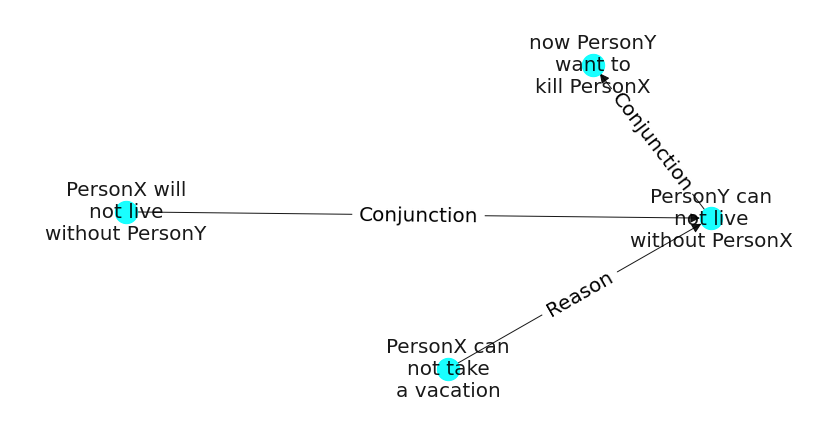 now PersonY
want to
kill PersonX
Conjunction
PersonX will
not live
without PersonY
Conjunction
PersonY can
not live
without PersonX
Reason
PersonX can
not take
a vacation